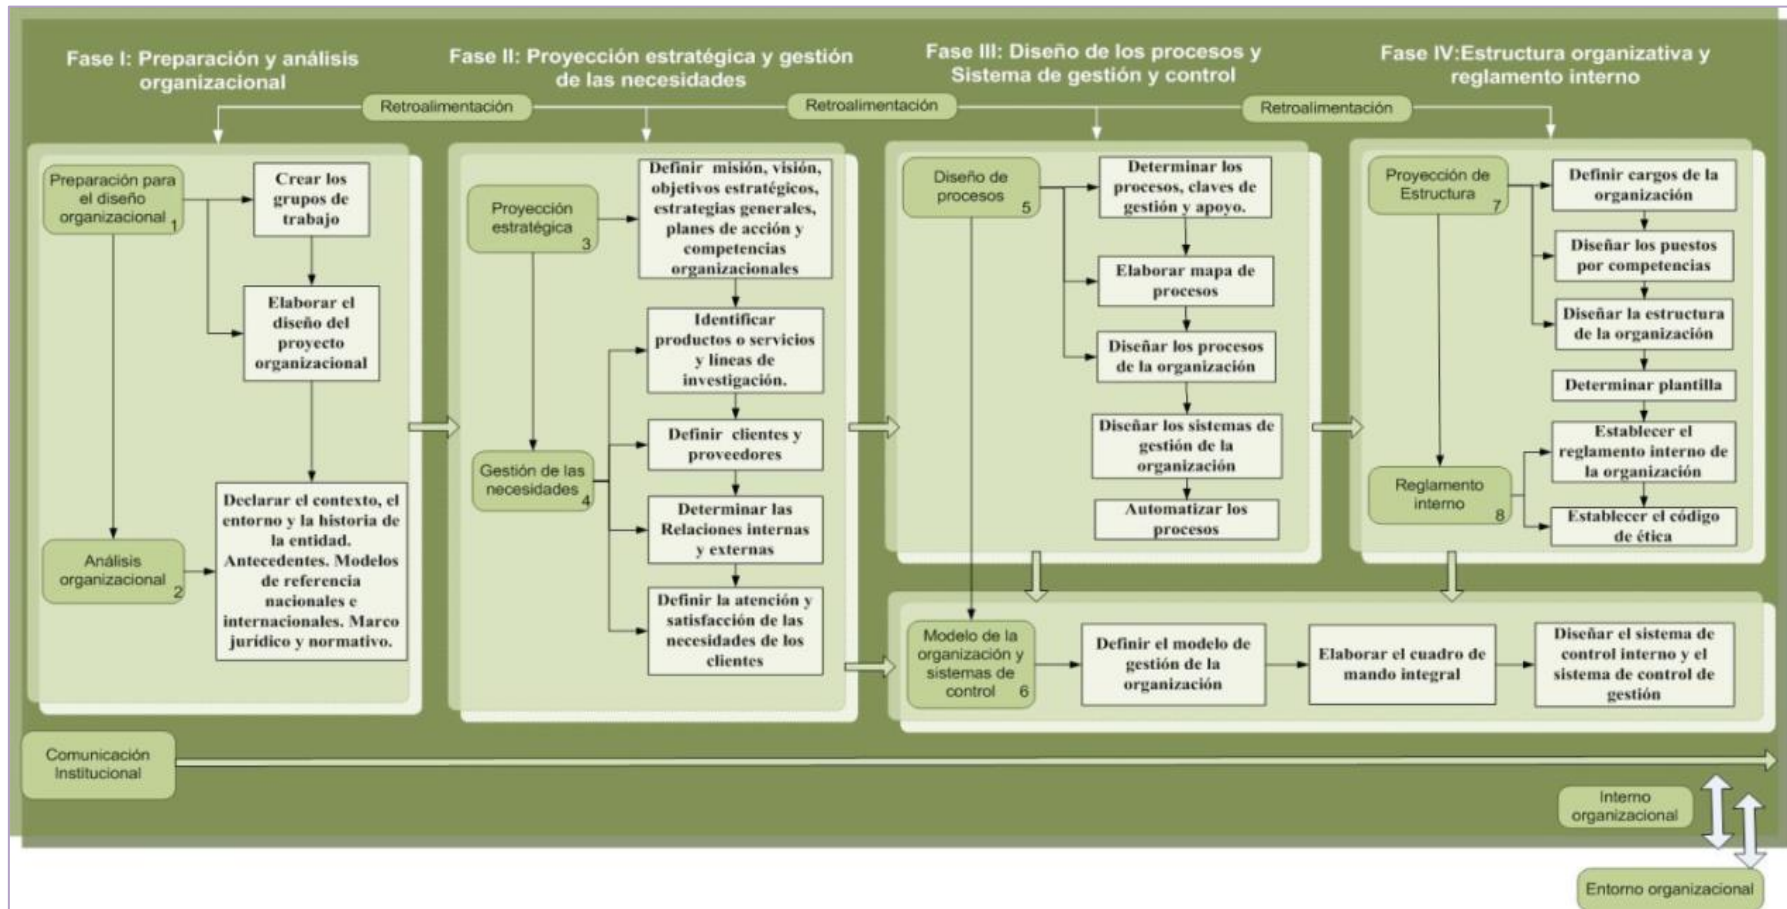 Fase I: Preparación y análisis
organizacional
Fase II: Proyección estratégica y gestión
de las necesidades
Fase III: Diseño de los procesos y
Sistema de gestión y control
Fase IV:Estructura organizativa y
reglamento interno
Retroalimentación
Retroalimentación
Retroalimentación
Preparación para
el diseño
organizacional
1
Crear los
grupos de
trabajo
Elaborar el
diseño del
proyecto
organizacional
Análisis
organizacional
2
Declarar el contexto, el
entorno y la historia de
la entidad.
Antecedentes. Modelos
de referencia
nacionales e
internacionales. Marco
jurídico y normativo.
Proyección
estratégica
3
Definir misión, visión,
objetivos estratégicos,
estrategias generales,
planes de acción y
competencias
organizacionales
Identificar
productos o servicios
y líneas de
investigación.
Gestión de las
necesidades
4
Definir clientes y
proveedores
Determinar las
Relaciones internas
y externas
Definir la atención y
satisfacción de las
necesidades de los
clientes
Diseño de
procesos
5
Determinar los
procesos, claves de
gestión y apoyo.
Elaborar mapa de
procesos
Diseñar los procesos
de la organización
Diseñar los sistemas de
gestión de la
organización
Automatizar los
procesos
Proyección de
Estructura
7
Definir cargos de la
organización
Diseñar los puestos
por competencias
Diseñar la estructura
de la organización
Determinar plantilla
Reglamento
interno
8
Establecer el
reglamento interno de
la organización
Establecer el código
de ética
Modelo de la
organización y
sistemas de
control
6
Definir el modelo de
gestión de la
organización
Elaborar el cuadro de
mando integral
Diseñar el sistema de
control interno y el
sistema de control de
gestión
Comunicación
Institucional
Interno
organizacional
Entorno organizacional